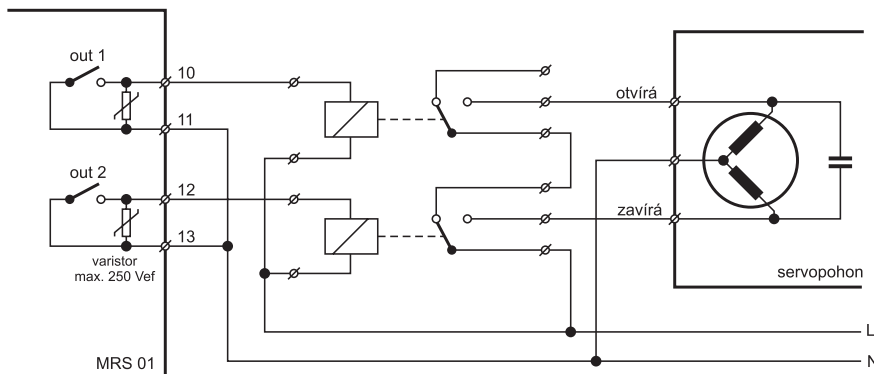 out 1
10
11
out 2
12
13
varistor
max. 250 Vef
MRS 01
otvírá
zavírá
servopohon
L
N